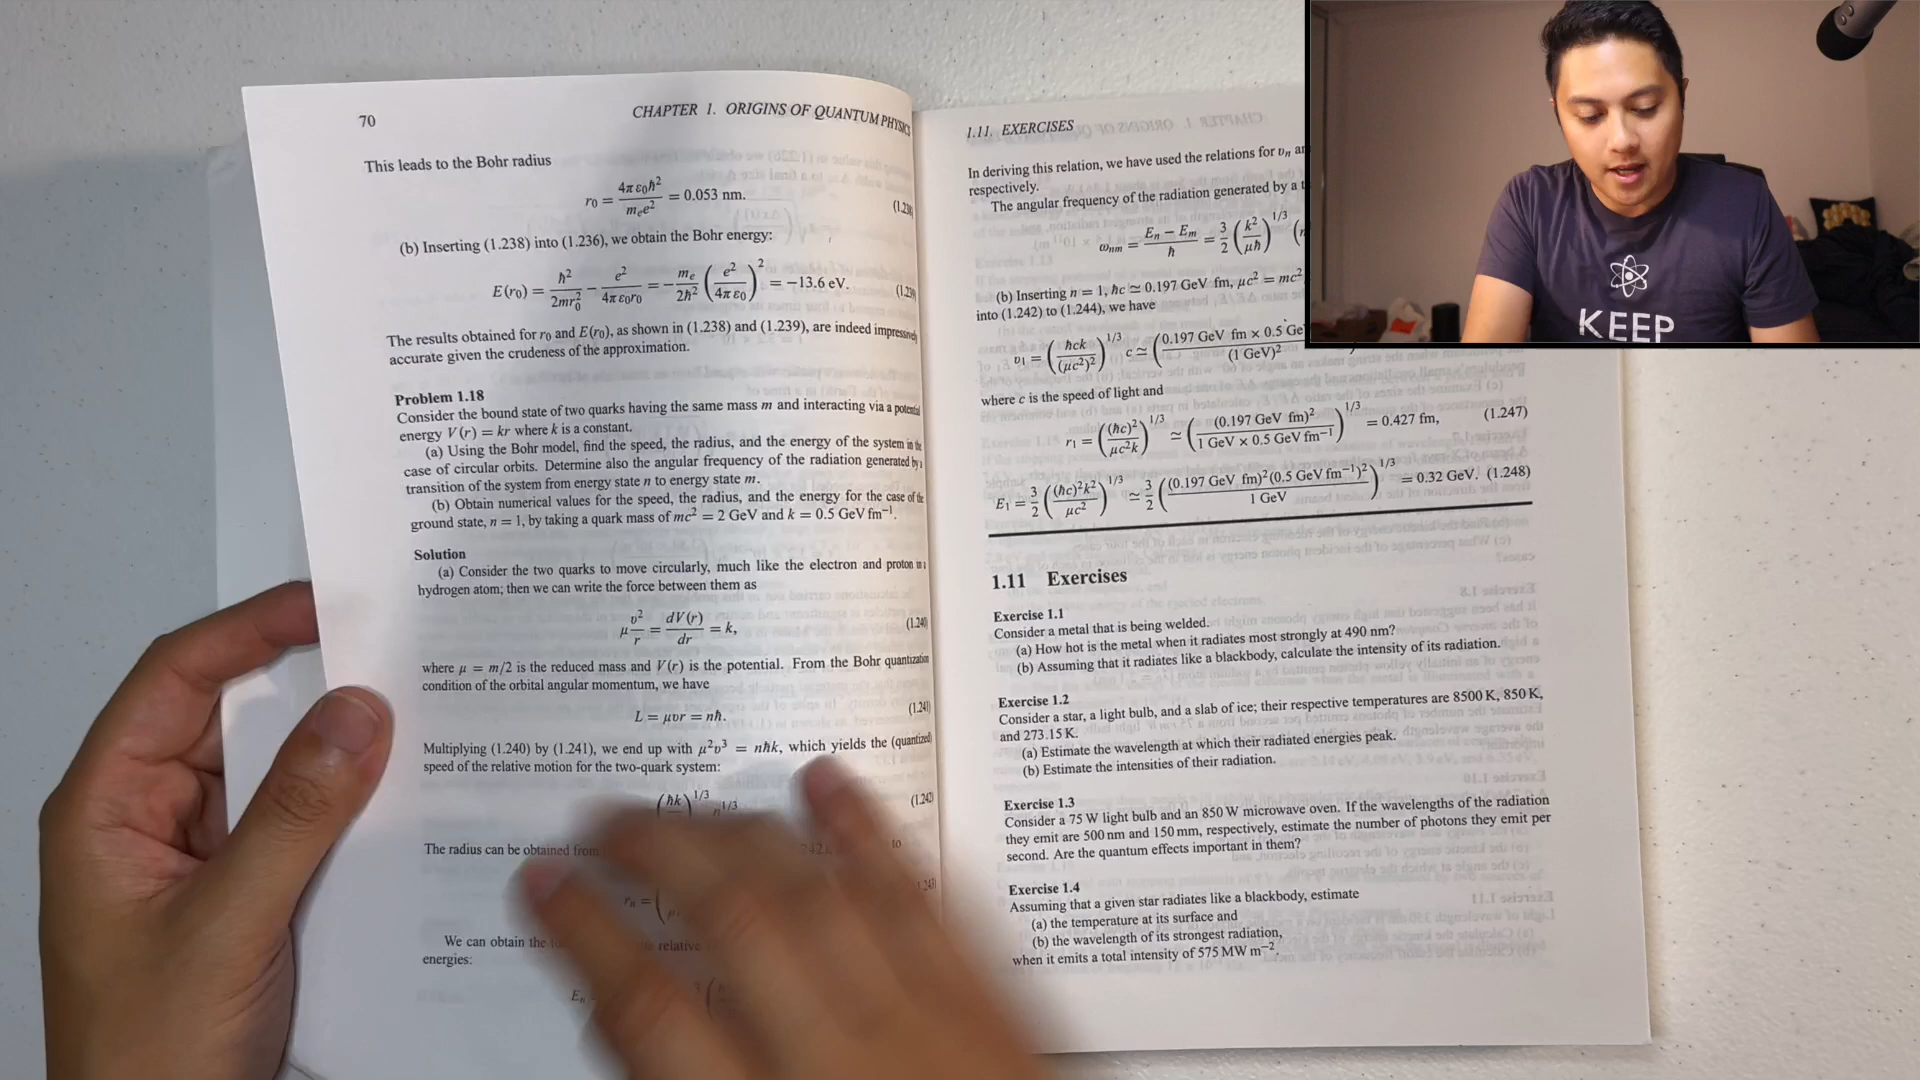 70
CHAPTER 1. ORIGINS OF QUANTUM PHYSICS
This leads to the Bohr radius
r₀ = 4πε₀ħ² / mₑe² = 0.053 nm.
(b) Inserting (1.238) into (1.236), we obtain the Bohr energy:
E(r₀) = ħ² / 2mr₀² − e² / 4πε₀r₀ = − mₑ / 2ħ² (e² / 4πε₀)² = −13.6 eV.
The results obtained for r₀ and E(r₀), as shown in (1.238) and (1.239), are indeed impressively
accurate given the crudeness of the approximation.
Problem 1.18
Consider the bound state of two quarks having the same mass m and interacting via a potential
energy V(r) = kr where k is a constant.
(a) Using the Bohr model, find the speed, the radius, and the energy of the system in the
case of circular orbits. Determine also the angular frequency of the radiation generated by a
transition of the system from energy state n to energy state m.
(b) Obtain numerical values for the speed, the radius, and the energy for the case of the
ground state, n = 1, by taking a quark mass of mc² = 2 GeV and k = 0.5 GeV fm⁻¹.
Solution
(a) Consider the two quarks to move circularly, much like the electron and proton in a
hydrogen atom; then we can write the force between them as
μ v² / r = dV(r) / dr = k, (1.240)
where μ = m/2 is the reduced mass and V(r) is the potential. From the Bohr quantization
condition of the orbital angular momentum, we have
L = μvr = nħ. (1.241)
Multiplying (1.240) by (1.241), we end up with μ²v³ = nħk, which yields the (quantized)
speed of the relative motion for the two-quark system:
(ħk)^1/3 n^1/3 (1.242)
The radius can be obtained from to
rₙ = (
We can obtain the relative
energies:
Eₙ 3
1.11. EXERCISES
In deriving this relation, we have used the relations for vₙ
respectively.
The angular frequency of the radiation generated by a
ωₙₘ = Eₙ − Eₘ / ħ = 3/2 (k² / μħ)^1/3 (
(b) Inserting n = 1, ħc ≃ 0.197 GeV fm, μc² = mc²
into (1.242) to (1.244), we have
v₁ = (ħck / (μc²)²)^1/3 c ≃ (0.197 GeV fm × 0.5 / (1 GeV)²
where c is the speed of light and
r₁ = ((ħc)² / μc²k)^1/3 ≃ ((0.197 GeV fm)² / 1 GeV × 0.5 GeV fm⁻¹)^1/3 = 0.427 fm, (1.247)
E₁ = 3/2 ((ħc)²k² / μc²)^1/3 ≃ 3/2 ((0.197 GeV fm)²(0.5 GeV fm⁻¹)² / 1 GeV)^1/3 = 0.32 GeV. (1.248)
1.11 Exercises
Exercise 1.1
Consider a metal that is being welded.
(a) How hot is the metal when it radiates most strongly at 490 nm?
(b) Assuming that it radiates like a blackbody, calculate the intensity of its radiation.
Exercise 1.2
Consider a star, a light bulb, and a slab of ice; their respective temperatures are 8500 K, 850 K,
and 273.15 K.
(a) Estimate the wavelength at which their radiated energies peak.
(b) Estimate the intensities of their radiation.
Exercise 1.3
Consider a 75 W light bulb and an 850 W microwave oven. If the wavelengths of the radiation
they emit are 500 nm and 150 mm, respectively, estimate the number of photons they emit per
second. Are the quantum effects important in them?
Exercise 1.4
Assuming that a given star radiates like a blackbody, estimate
(a) the temperature at its surface and
(b) the wavelength of its strongest radiation,
when it emits a total intensity of 575 MW m⁻².
KEEP